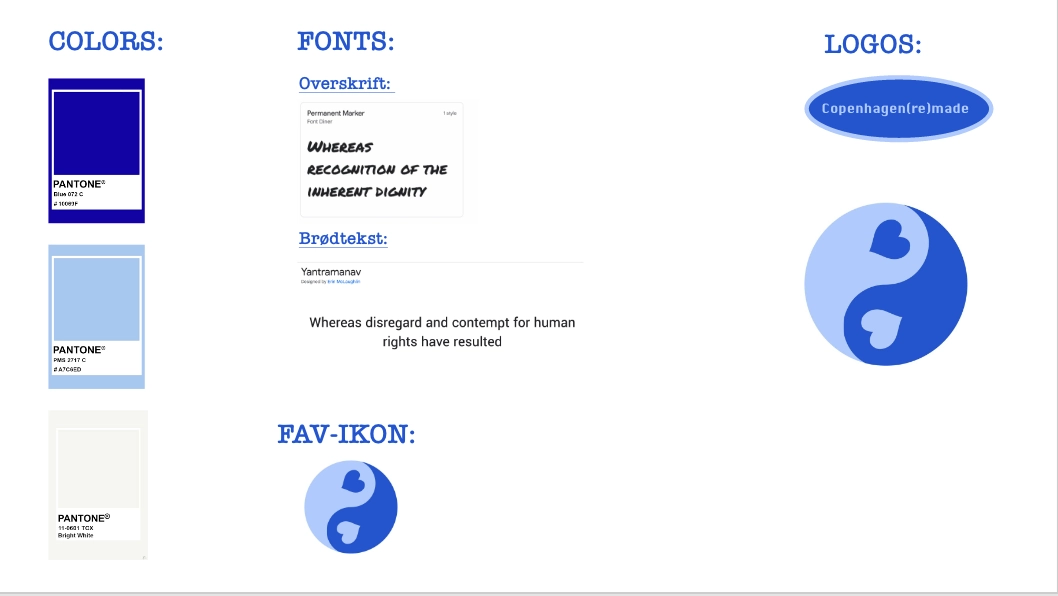 COLORS:
PANTONE®
Blue 072 C
# 10069F
PANTONE®
PMS 2717 C
# A7C6ED
PANTONE®
11-0601 TCX
Bright White
FONTS:
Overskrift:
Permanent Marker
1 style
Font Diner
Whereas
recognition of the
inherent dignity
Brødtekst:
Yantramanav
Designed by Erin McLaughlin
Whereas disregard and contempt for human
rights have resulted
FAV-IKON:
LOGOS:
Copenhagen(re)made